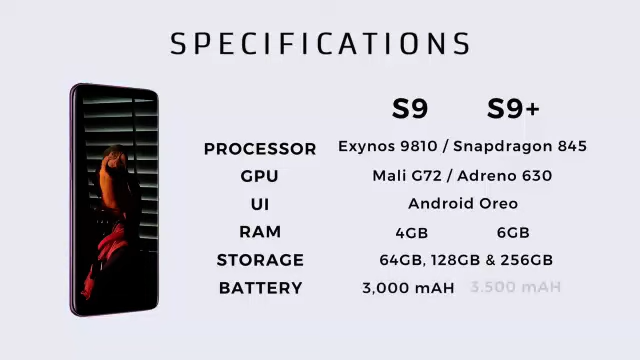 SPECIFICATIONS
S9 S9+
PROCESSOR Exynos 9810 / Snapdragon 845
GPU Mali G72 / Adreno 630
UI Android Oreo
RAM 4GB 6GB
STORAGE 64GB, 128GB & 256GB
BATTERY 3,000 mAH 3.500 mAH